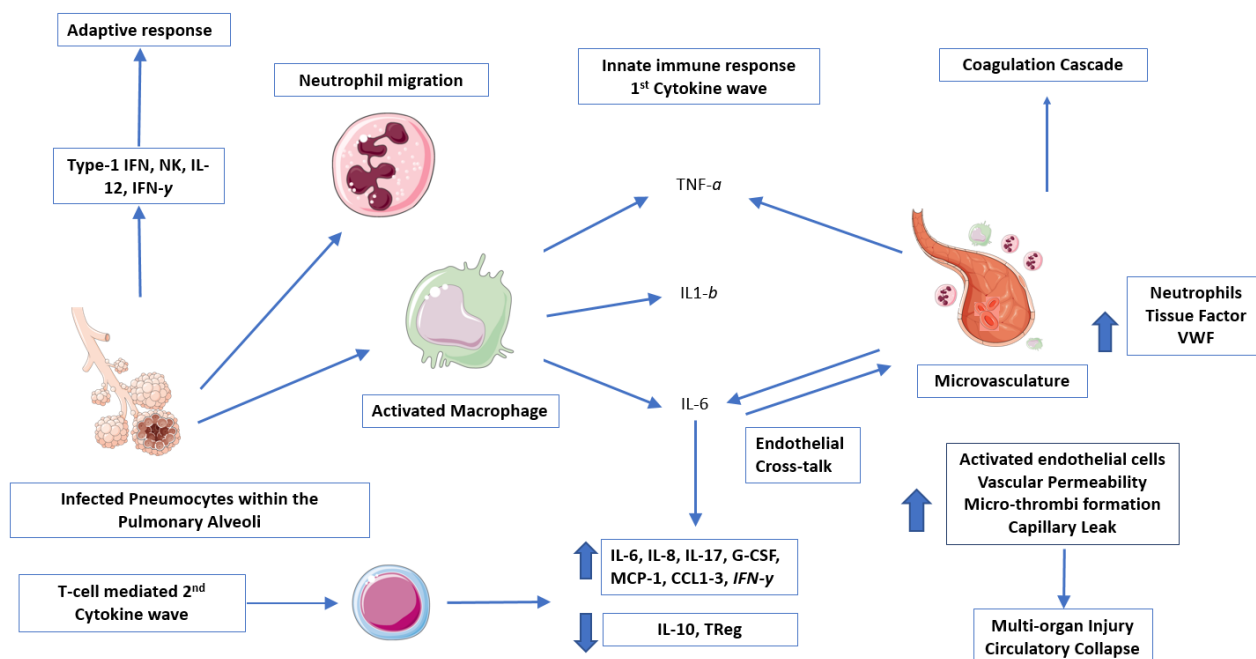 Adaptive response
Neutrophil migration
Innate immune response
1st Cytokine wave
Coagulation Cascade
Type-1 IFN, NK, IL-
12, IFN-y
TNF-a
IL1-b
Neutrophils
Tissue Factor
VWF
Microvasculature
Activated Macrophage
IL-6
Endothelial
Cross-talk
Infected Pneumocytes within the
Pulmonary Alveoli
Activated endothelial cells
Vascular Permeability
Micro-thrombi formation
Capillary Leak
T-cell mediated 2nd
Cytokine wave
IL-6, IL-8, IL-17, G-CSF,
MCP-1, CCL1-3, IFN-y
IL-10, TReg
Multi-organ Injury
Circulatory Collapse